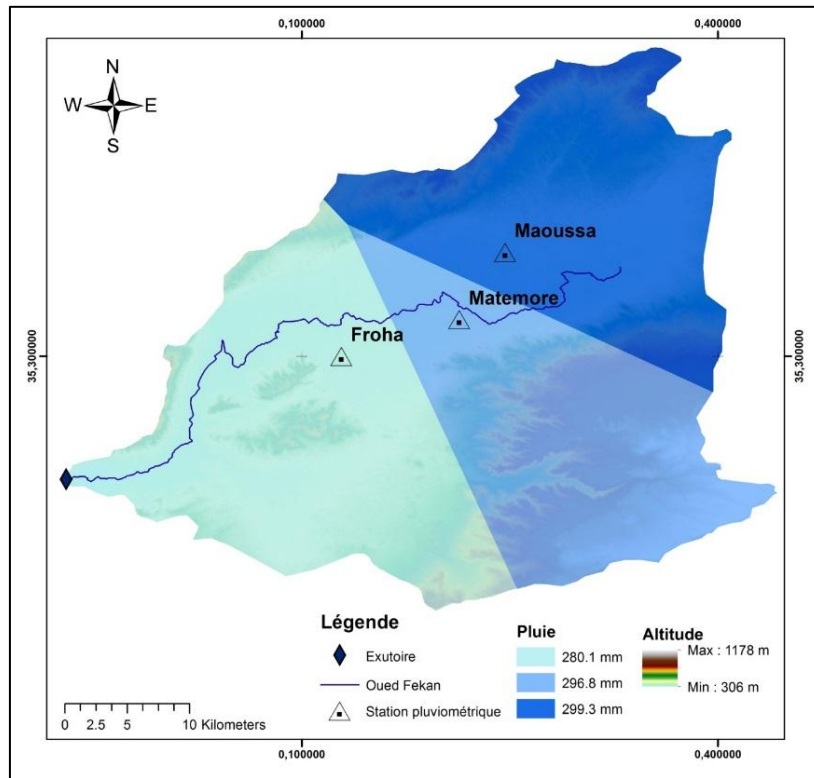 0,100000
0,400000
N
W
E
S
Maoussa
Matemore
Froha
35,300000
35,300000
Légende
Exutoire
Oued Fekan
Station pluviométrique
Pluie
280.1 mm
296.8 mm
299.3 mm
Altitude
Max : 1178 m
Min : 306 m
0 2.5 5 10 Kilometers
0,100000
0,400000